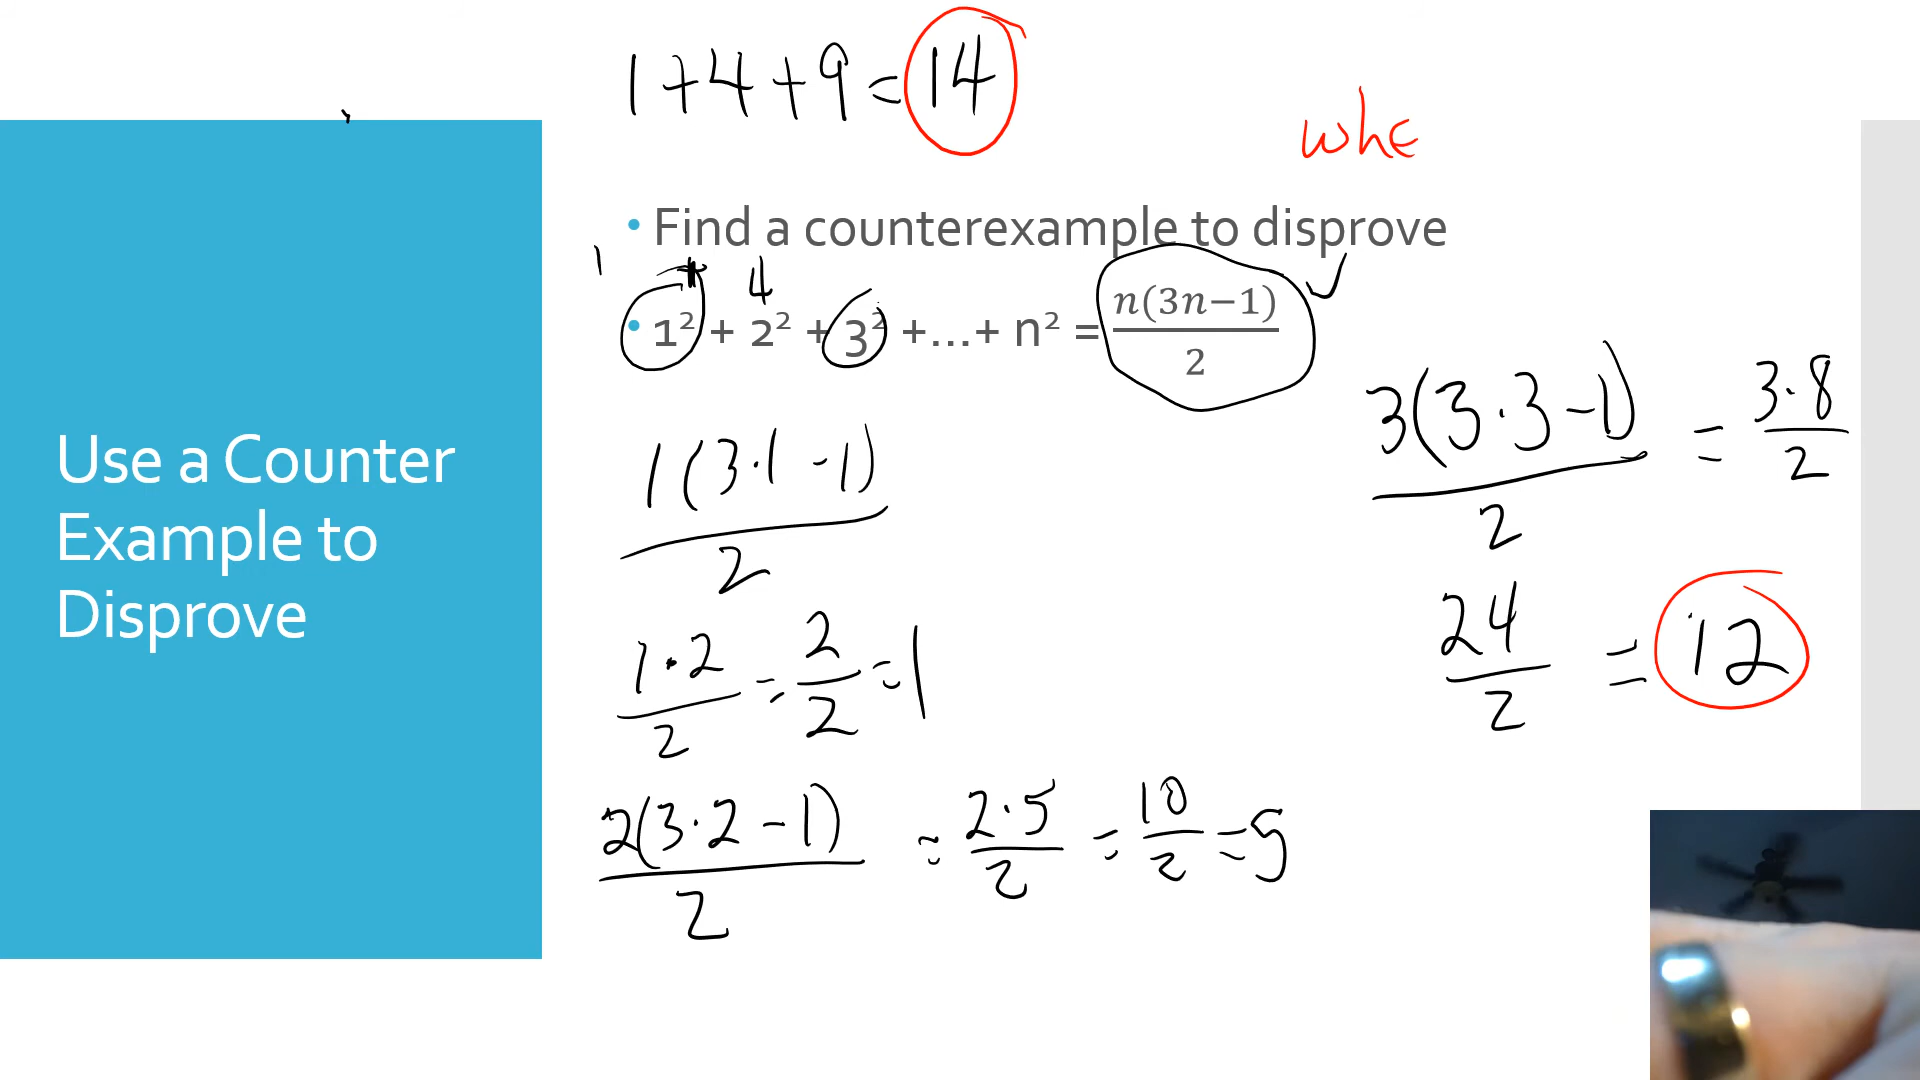 1+4+9=14
whe
• Find a counterexample to disprove
1 4
• 1² + 2² + 3² +...+ n² = n(3n−1)/2 ✓
Use a Counter
Example to
Disprove
1(3·1-1)/2
1·2/2 = 2/2 = 1
2(3·2-1)/2 = 2·5/2 = 10/2 = 5
3(3·3-1)/2 = 3·8/2
24/2 = 12